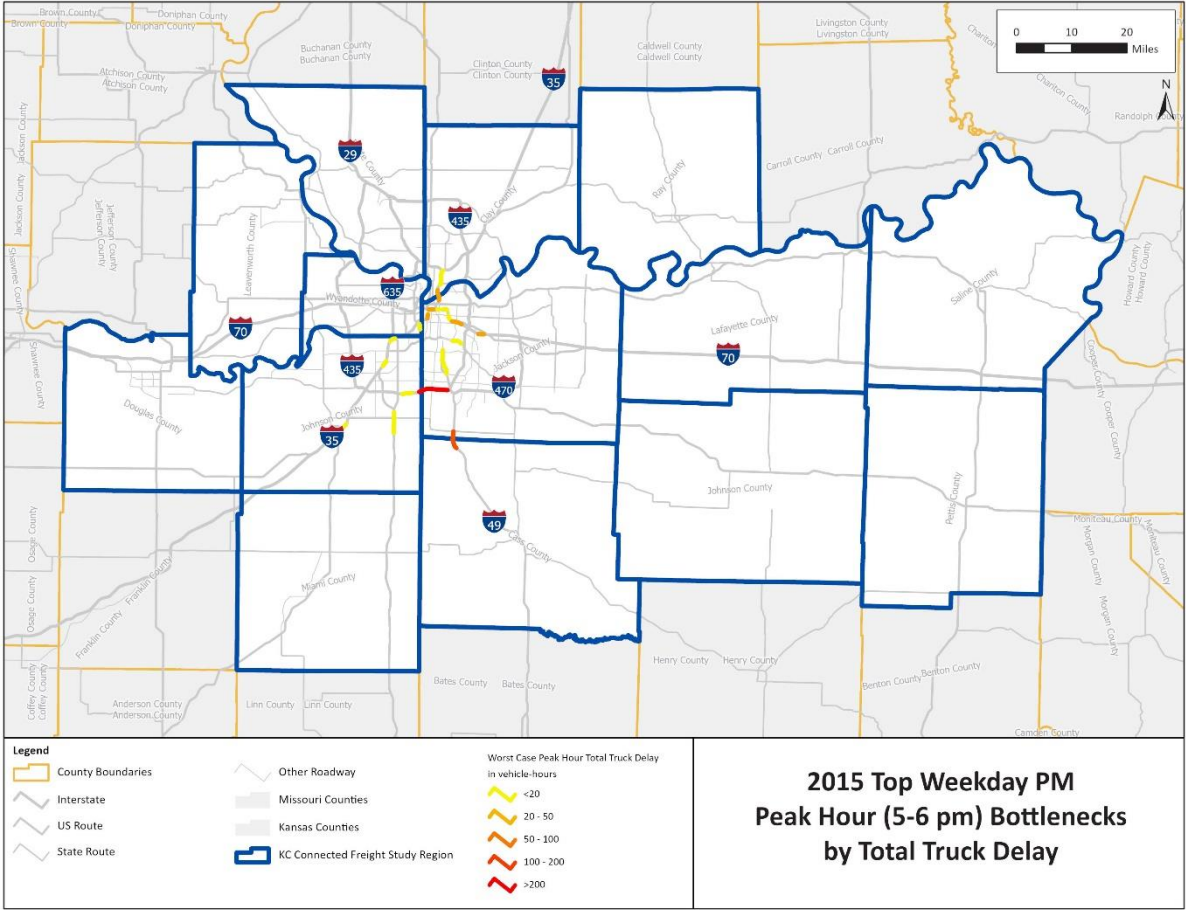 Brown County
Brown County
Doniphan County
Doniphan County
Buchanan County
Buchanan County
Caldwell County
Caldwell County
Livingston County
Livingston County
0 10 20
Miles
N
Clinton County
Clinton County
35
Atchison County
Atchison County
Chariton County
Randolph County
Jackson County
Jackson County
29
Ray County
Carroll County Carroll County
Clay County
435
Jefferson County
Jefferson County
Leavenworth County
Shawnee County
Howard County
Howard County
Saline County
635
Wyandotte County
70
Lafayette County
70
Jackson County
Shawnee County
435
470
Cooper County
Cooper County
Douglas County
Johnson County
35
Johnson County
Pettis County
49
Cass County
Moniteau County
Moniteau County
Morgan County
Morgan County
Osage County
Osage County
Franklin County
Franklin County
Miami County
Henry County Henry County
Benton County Benton County
Bates County Bates County
Coffey County
Coffey County
Anderson County
Anderson County
Linn County Linn County
Camden County
Legend
County Boundaries
Interstate
US Route
State Route
Other Roadway
Missouri Counties
Kansas Counties
KC Connected Freight Study Region
Worst Case Peak Hour Total Truck Delay
in vehicle-hours
<20
20 - 50
50 - 100
100 - 200
>200
2015 Top Weekday PM
Peak Hour (5-6 pm) Bottlenecks
by Total Truck Delay